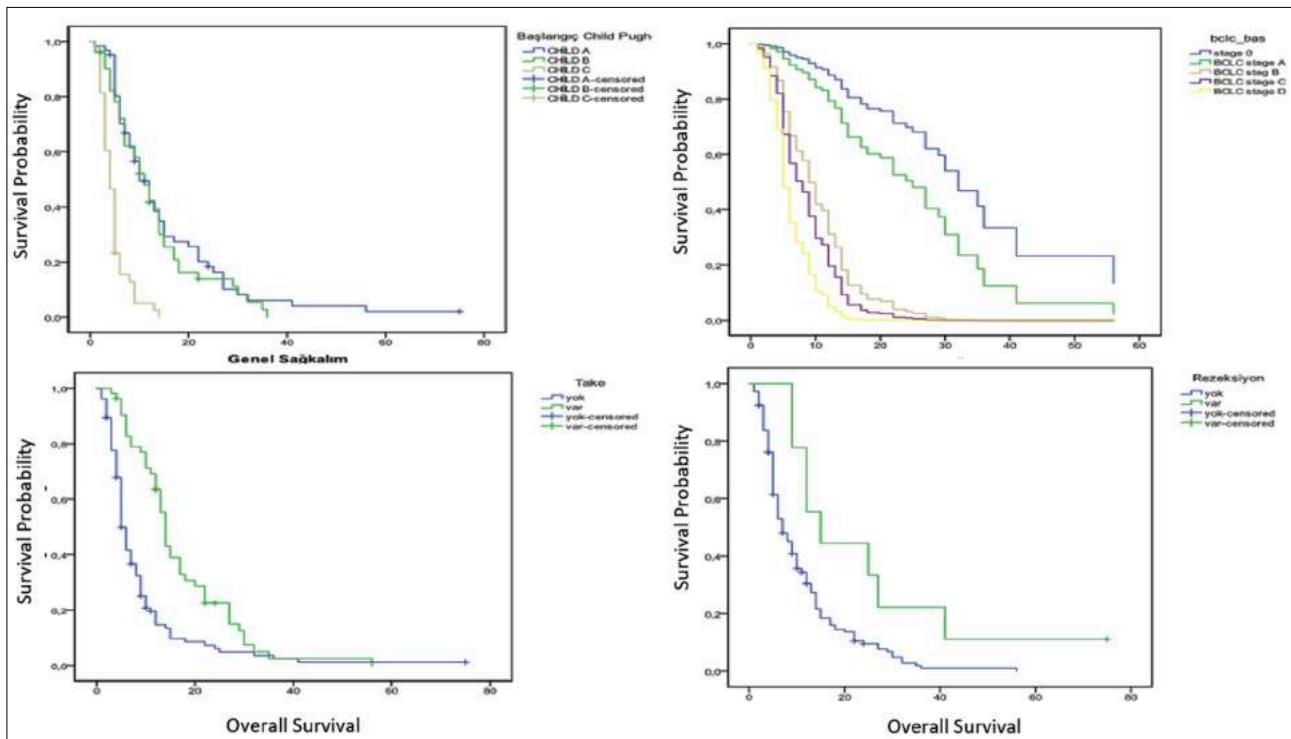 Başlangıç Child Pugh
CHILD A
CHILD B
CHILD C
CHILD A-censored
CHILD B-censored
CHILD C-censored
Survival Probability
1,0
0,8
0,6
0,4
0,2
0,0
0 20 40 60 80
Genel Sağkalım
bclc_bas
stage 0
BCLC stage A
BCLC stag B
BCLC stage C
BCLC stage D
Survival Probability
1,0
0,8
0,6
0,4
0,2
0,0
0 10 20 30 40 50 60
Take
yok
var
yok-censored
var-censored
Survival Probability
1,0
0,8
0,6
0,4
0,2
0,0
0 20 40 60 80
Overall Survival
Rezeksiyon
yok
var
yok-censored
var-censored
Survival Probability
1,0
0,8
0,6
0,4
0,2
0,0
0 20 40 60 80
Overall Survival